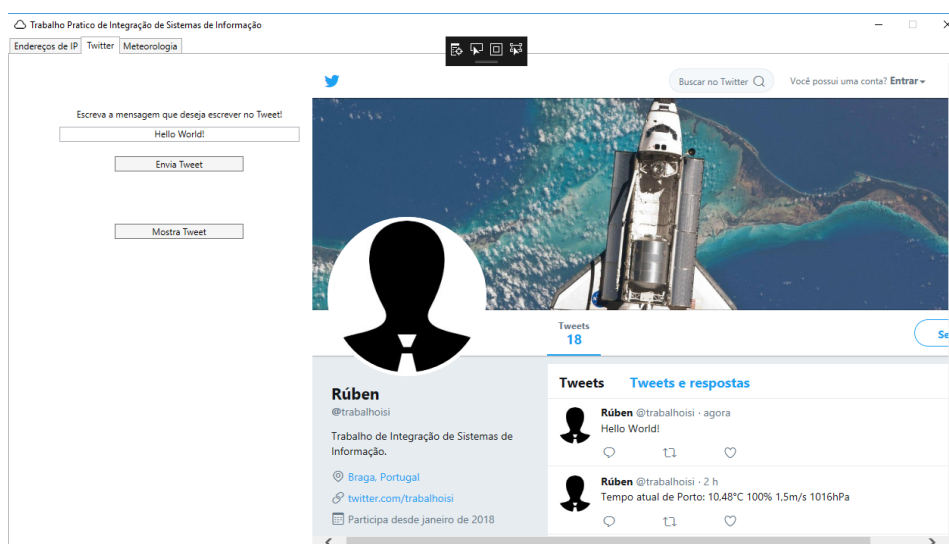 Trabalho Pratico de Integração de Sistemas de Informação
Endereços de IP Twitter Meteorologia
Buscar no Twitter
Você possui uma conta? Entrar
Escreva a mensagem que deseja escrever no Tweet!
Hello World!
Envia Tweet
Mostra Tweet
Tweets
18
Se
Rúben
@trabalhoisi
Trabalho de Integração de Sistemas de
Informação.
Braga, Portugal
twitter.com/trabalhoisi
Participa desde janeiro de 2018
Tweets Tweets e respostas
Rúben @trabalhoisi · agora
Hello World!
Rúben @trabalhoisi · 2 h
Tempo atual de Porto: 10.48°C 100% 1.5m/s 1016hPa